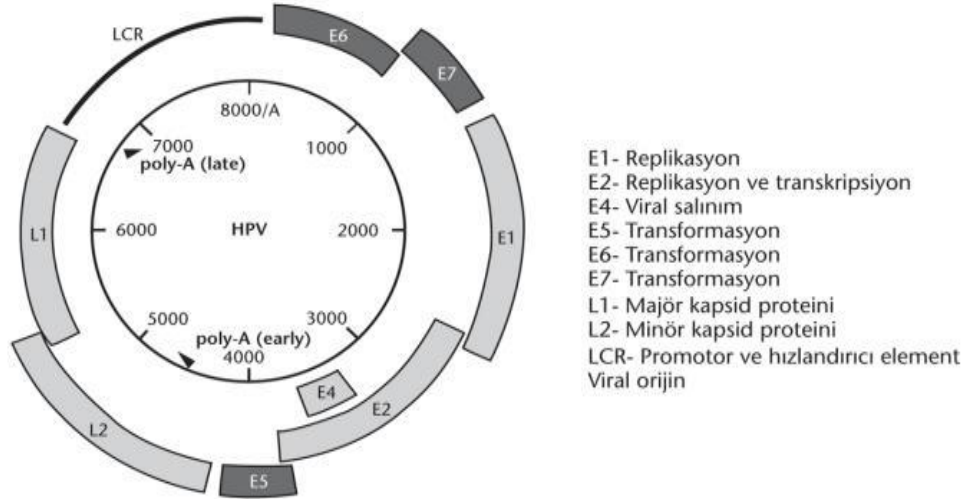 LCR
E6
E7
8000/A
7000
1000
poly-A (late)
L1
6000
HPV
2000
E1
5000
poly-A (early)
3000
4000
E4
E2
L2
E5
E1- Replikasyon
E2- Replikasyon ve transkripsiyon
E4- Viral salınım
E5- Transformasyon
E6- Transformasyon
E7- Transformasyon
L1- Majör kapsid proteini
L2- Minör kapsid proteini
LCR- Promotor ve hızlandırıcı element
Viral orijin